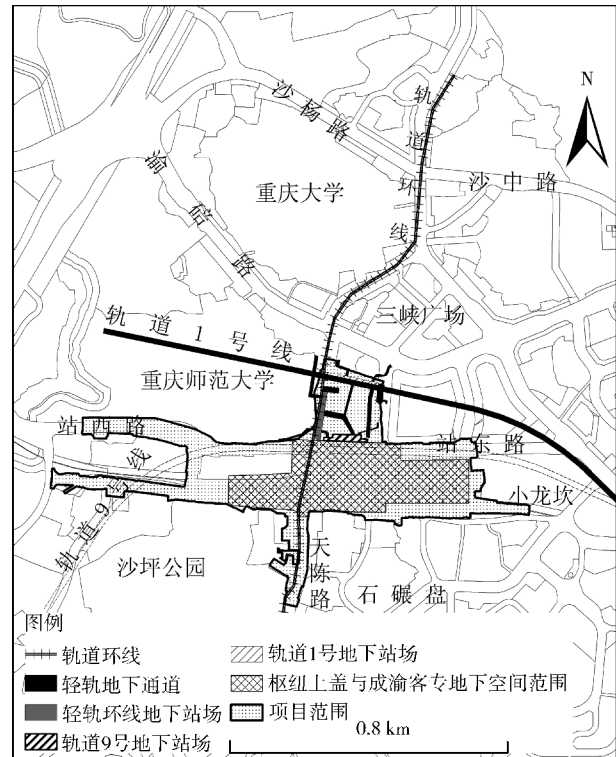 N
轨道环线
沙杨路
沙中路
渝碚路
重庆大学
三峡广场
轨道1号线
重庆师范大学
站西路
站东路
轨道9号线
小龙坎
沙坪公园
天陈路
石碾盘
图例
轨道环线
轨道1号地下站场
轻轨地下通道
枢纽上盖与成渝客专地下空间范围
轻轨环线地下站场
项目范围
轨道9号地下站场
0.8 km